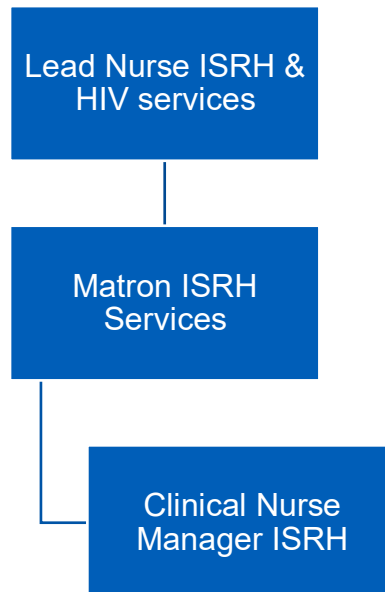 Lead Nurse ISRH &
HIV services
Matron ISRH
Services
Clinical Nurse
Manager ISRH